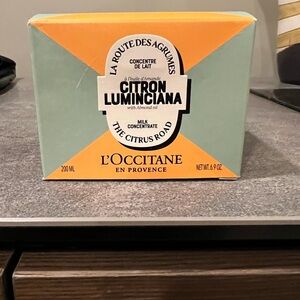 LA ROUTE DES AGRUMES
CONCENTRÉ
DE LAIT
à l'huile d'Amande
CITRON
LUMINCIANA
with Almond oil
MILK
CONCENTRATE
THE CITRUS ROAD
L'OCCITANE
EN PROVENCE
200 ML
NET WT. 6.9 OZ.